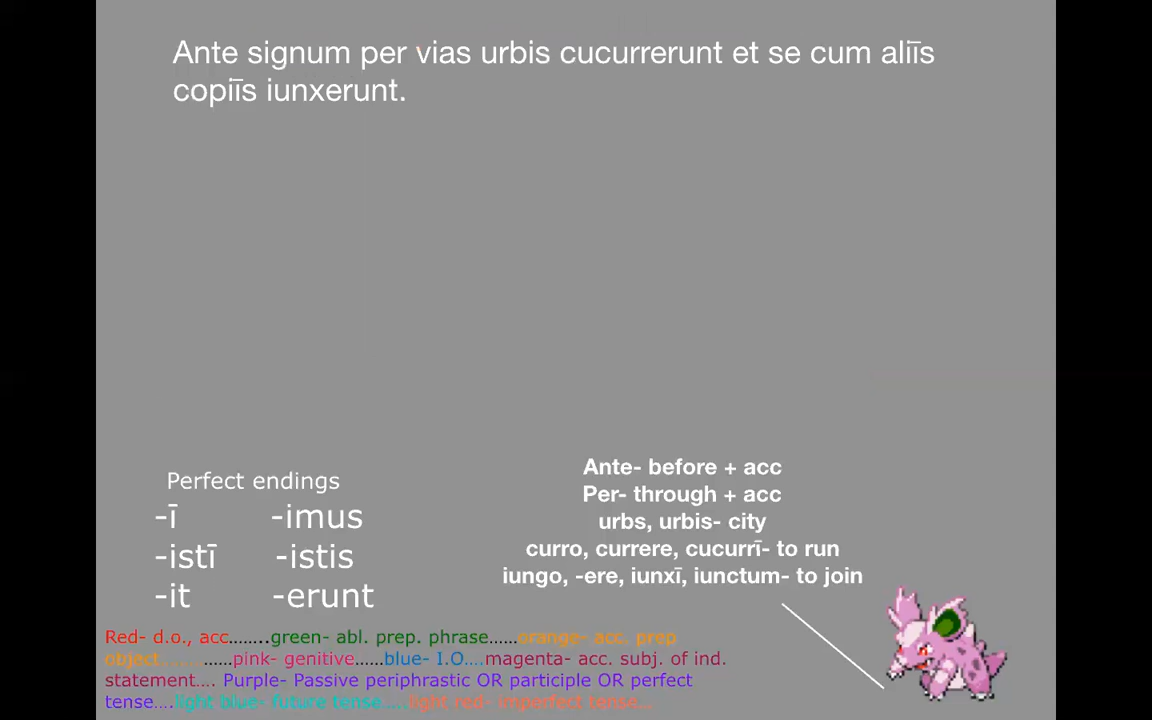 Ante signum per vias urbis cucurrerunt et se cum aliīs
copiīs iunxerunt.
Perfect endings
-ī -imus
-istī -istis
-it -erunt
Ante- before + acc
Per- through + acc
urbs, urbis- city
curro, currere, cucurrī- to run
iungo, -ere, iunxī, iunctum- to join
Red- d.o., acc........green- abl. prep. phrase......orange- acc. prep
object.............pink- genitive......blue- I.O....magenta- acc. subj. of ind.
statement.... Purple- Passive periphrastic OR participle OR perfect
tense....light blue- future tense.....light red- imperfect tense...